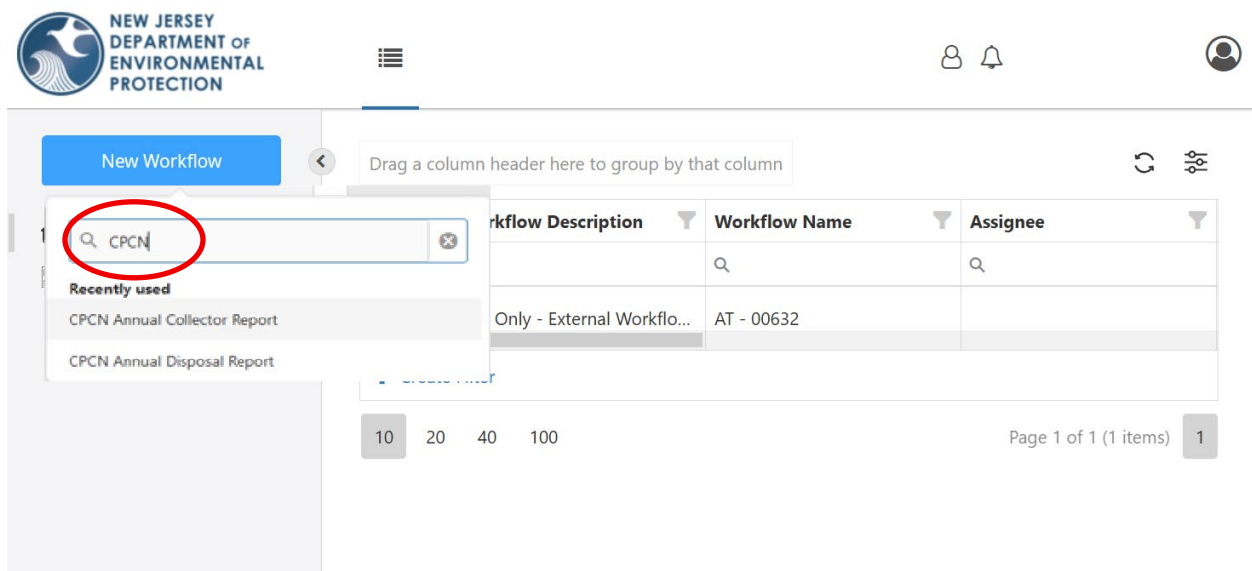 NEW JERSEY
DEPARTMENT OF
ENVIRONMENTAL
PROTECTION
New Workflow
Drag a column header here to group by that column
CPCN
Recently used
CPCN Annual Collector Report
CPCN Annual Disposal Report
rkflow Description
Workflow Name
Assignee
Only - External Workflo...
AT - 00632
10 20 40 100
Page 1 of 1 (1 items) 1